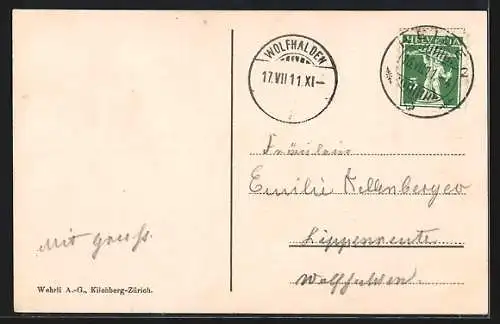 WOLFHALDEN
17.VII 11.XI-
HELVETIA
Fräulein
Emilie Kellenberger
Lippenreute
Wolfhalden.
Mit gruss.
Wehrli A.-G., Kilchberg-Zürich.